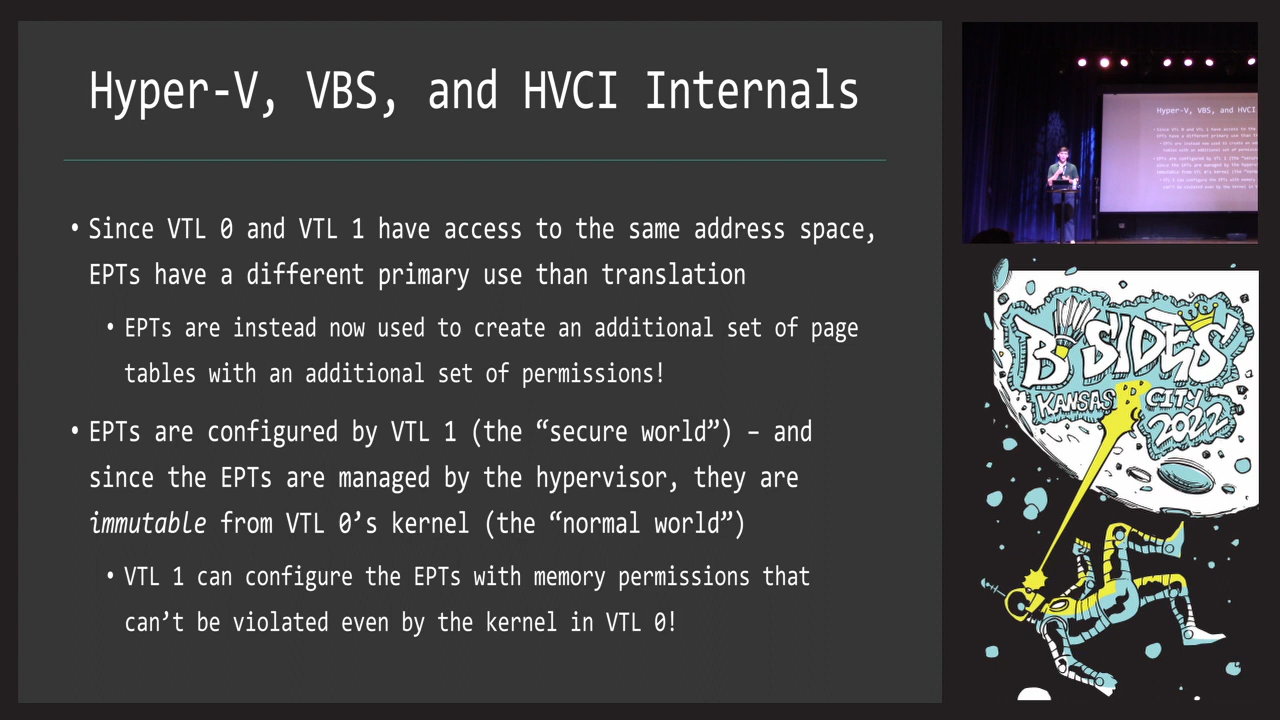 Hyper-V, VBS, and HVCI Internals
• Since VTL 0 and VTL 1 have access to the same address space,
EPTs have a different primary use than translation
• EPTs are instead now used to create an additional set of page
tables with an additional set of permissions!
• EPTs are configured by VTL 1 (the “secure world”) – and
since the EPTs are managed by the hypervisor, they are
immutable from VTL 0’s kernel (the “normal world”)
• VTL 1 can configure the EPTs with memory permissions that
can’t be violated even by the kernel in VTL 0!
Hyper-V, VBS, and HVCI
B SIDES
KANSAS CITY
2022